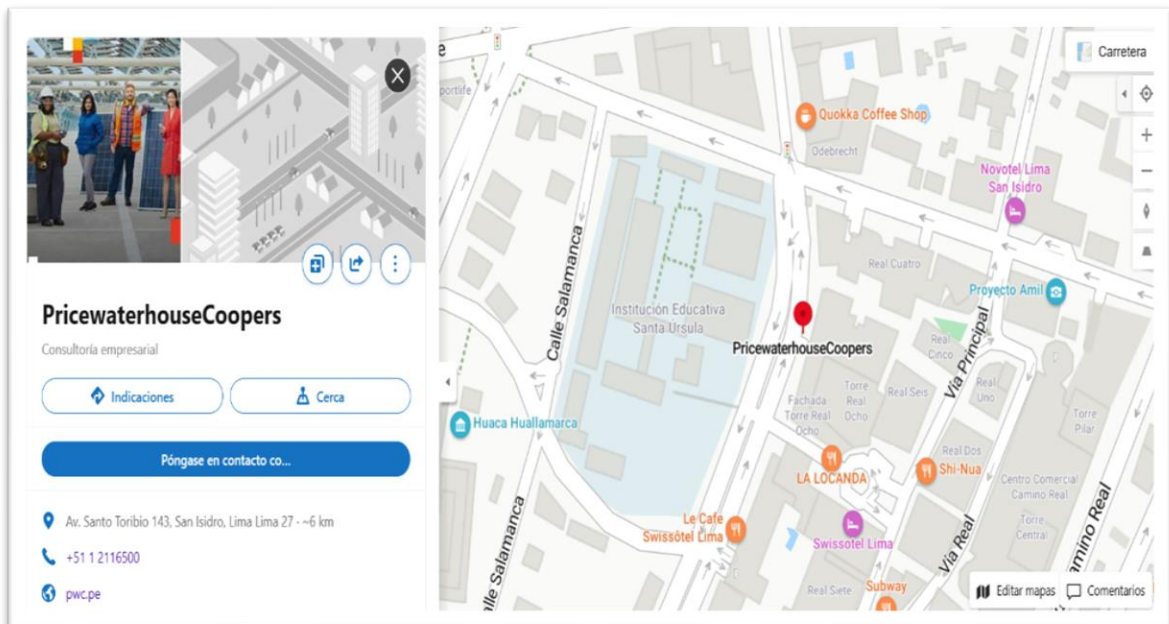 PricewaterhouseCoopers
Consultoría empresarial
Indicaciones
Cerca
Póngase en contacto co...
Av. Santo Toribio 143, San Isidro, Lima Lima 27 - ~6 km
+51 1 2116500
pwc.pe
Carretera
Quokka Coffee Shop
Odebrecht
Novotel Lima
San Isidro
Calle Salamanca
Real Cuatro
Proyecto Amil
Institución Educativa
Santa Ursula
PricewaterhouseCoopers
Real
Cinco
Vía Principal
Fachada
Torre Real
Ocho
Torre
Real
Ocho
Real Seis
Real
Uno
Torre
Pilar
Huaca Huallamarca
LA LOCANDA
Real Dos
Shi-Nua
Centro Comercial
Camino Real
Torre
Central
Le Cafe
Swissôtel Lima
Swissotel Lima
Vía Real
amino Real
alle Salamanca
Real Siete
Subway
Editar mapas
Comentarios